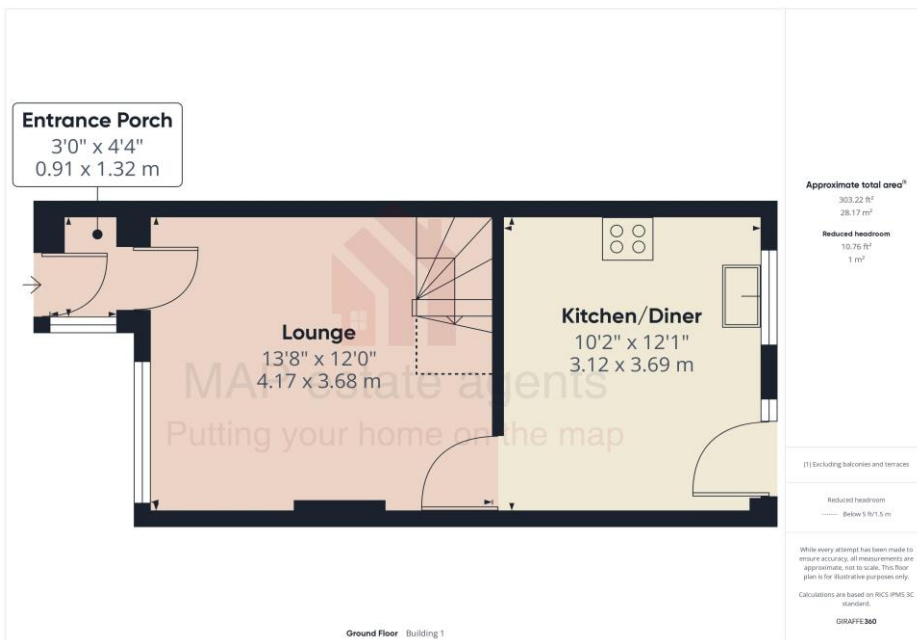 Entrance Porch
3'0" x 4'4"
0.91 x 1.32 m
Lounge
13'8" x 12'0"
4.17 x 3.68 m
Kitchen/Diner
10'2" x 12'1"
3.12 x 3.69 m
MAP estate agents
Putting your home on the map
Ground Floor Building 1
Approximate total area(1)
303.22 ft²
28.17 m²
Reduced headroom
10.76 ft²
1 m²
(1) Excluding balconies and terraces
Reduced headroom
------- Below 5 ft/1.5 m
While every attempt has been made to
ensure accuracy, all measurements are
approximate, not to scale. This floor
plan is for illustrative purposes only.
Calculations are based on RICS IPMS 3C
standard.
GIRAFFE360